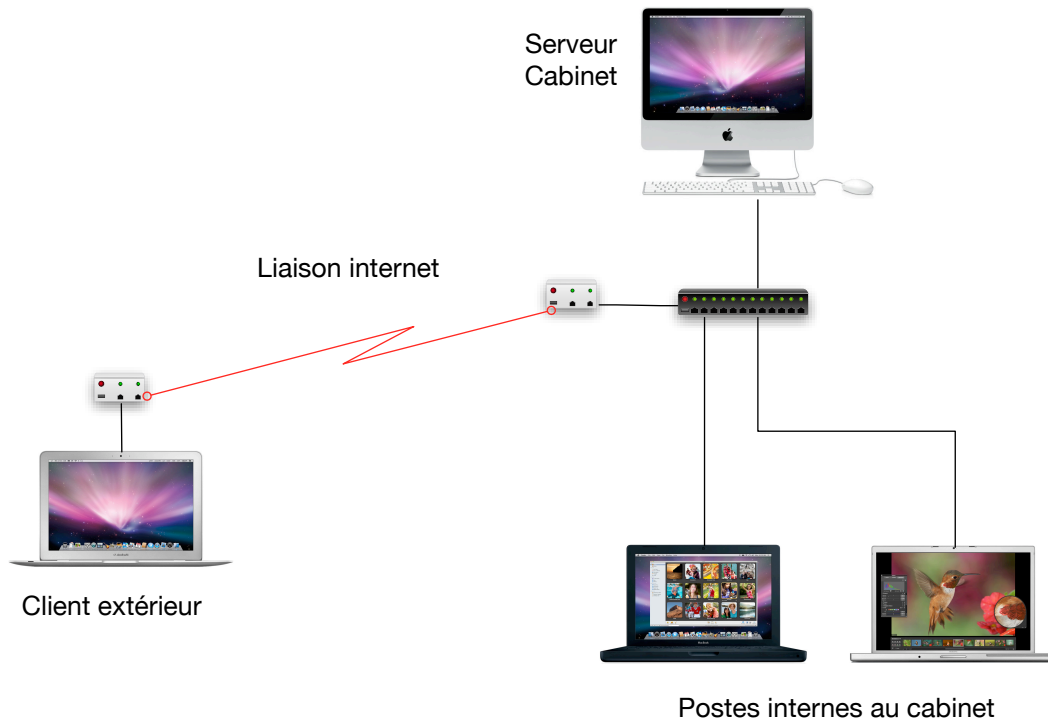 Serveur
Cabinet
Liaison internet
Client extérieur
Postes internes au cabinet